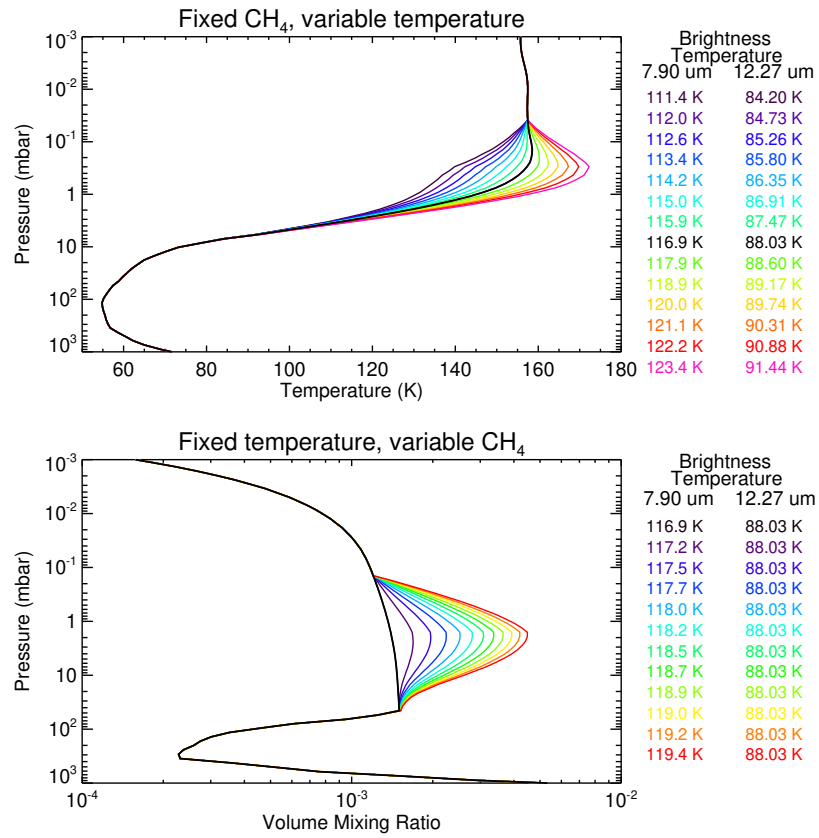 Fixed CH4, variable temperature
10-3
10-2
10-1
1
10
102
103
Pressure (mbar)
60 80 100 120 140 160 180
Temperature (K)
Brightness
Temperature
7.90 um 12.27 um
111.4 K 84.20 K
112.0 K 84.73 K
112.6 K 85.26 K
113.4 K 85.80 K
114.2 K 86.35 K
115.0 K 86.91 K
115.9 K 87.47 K
116.9 K 88.03 K
117.9 K 88.60 K
118.9 K 89.17 K
120.0 K 89.74 K
121.1 K 90.31 K
122.2 K 90.88 K
123.4 K 91.44 K
Fixed temperature, variable CH4
10-3
10-2
10-1
1
10
102
103
Pressure (mbar)
10-4 10-3 10-2
Volume Mixing Ratio
Brightness
Temperature
7.90 um 12.27 um
116.9 K 88.03 K
117.2 K 88.03 K
117.5 K 88.03 K
117.7 K 88.03 K
118.0 K 88.03 K
118.2 K 88.03 K
118.5 K 88.03 K
118.7 K 88.03 K
118.9 K 88.03 K
119.0 K 88.03 K
119.2 K 88.03 K
119.4 K 88.03 K